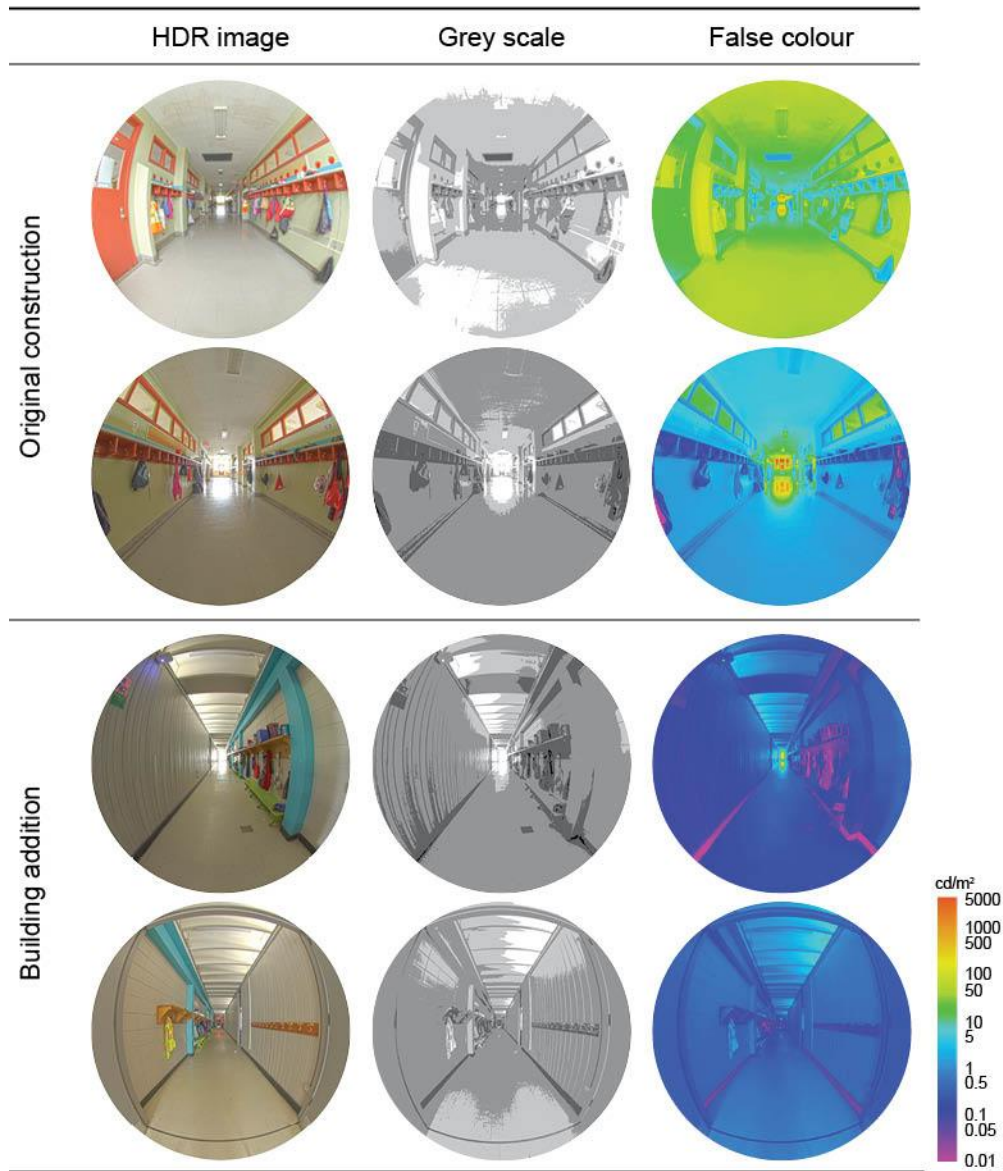 HDR image
Grey scale
False colour
Original construction
Building addition
cd/m²
5000
1000
500
100
50
10
5
1
0.5
0.1
0.05
0.01